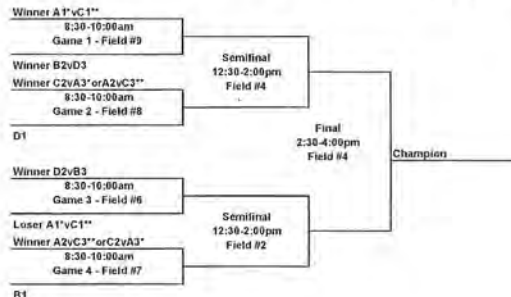 Winner A1*vC1**
8:30-10:00am
Game 1 - Field #9
Winner B2vD3
Winner C2vA3*orA2vC3**
8:30-10:00am
Game 2 - Field #8
D1
Semifinal
12:30-2:00pm
Field #4
Final
2:30-4:00pm
Field #4
Champion
Winner D2vB3
8:30-10:00am
Game 3 - Field #6
Loser A1*vC1**
Winner A2vC3**orC2vA3*
8:30-10:00am
Game 4 - Field #7
B1
Semifinal
12:30-2:00pm
Field #2